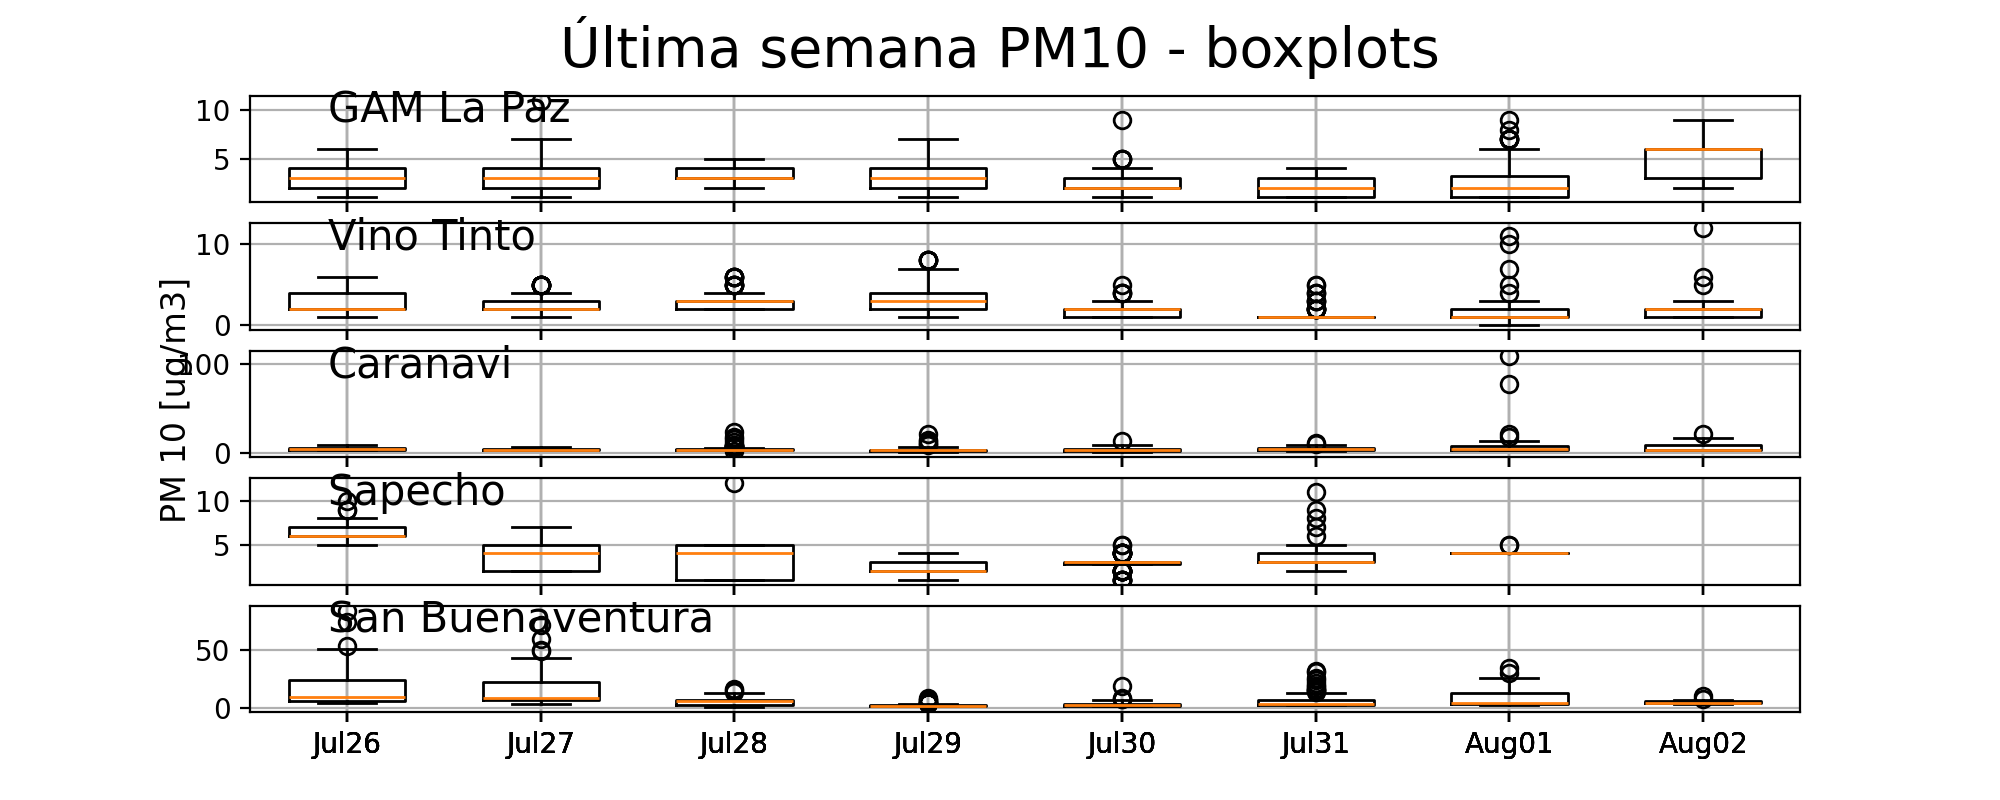 Última semana PM10 - boxplots
PM 10 [ug/m3]
GAM La Paz
10
5
Vino Tinto
10
0
Caranavi
100
0
Sapecho
10
5
San Buenaventura
50
0
Jul26 Jul27 Jul28 Jul29 Jul30 Jul31 Aug01 Aug02